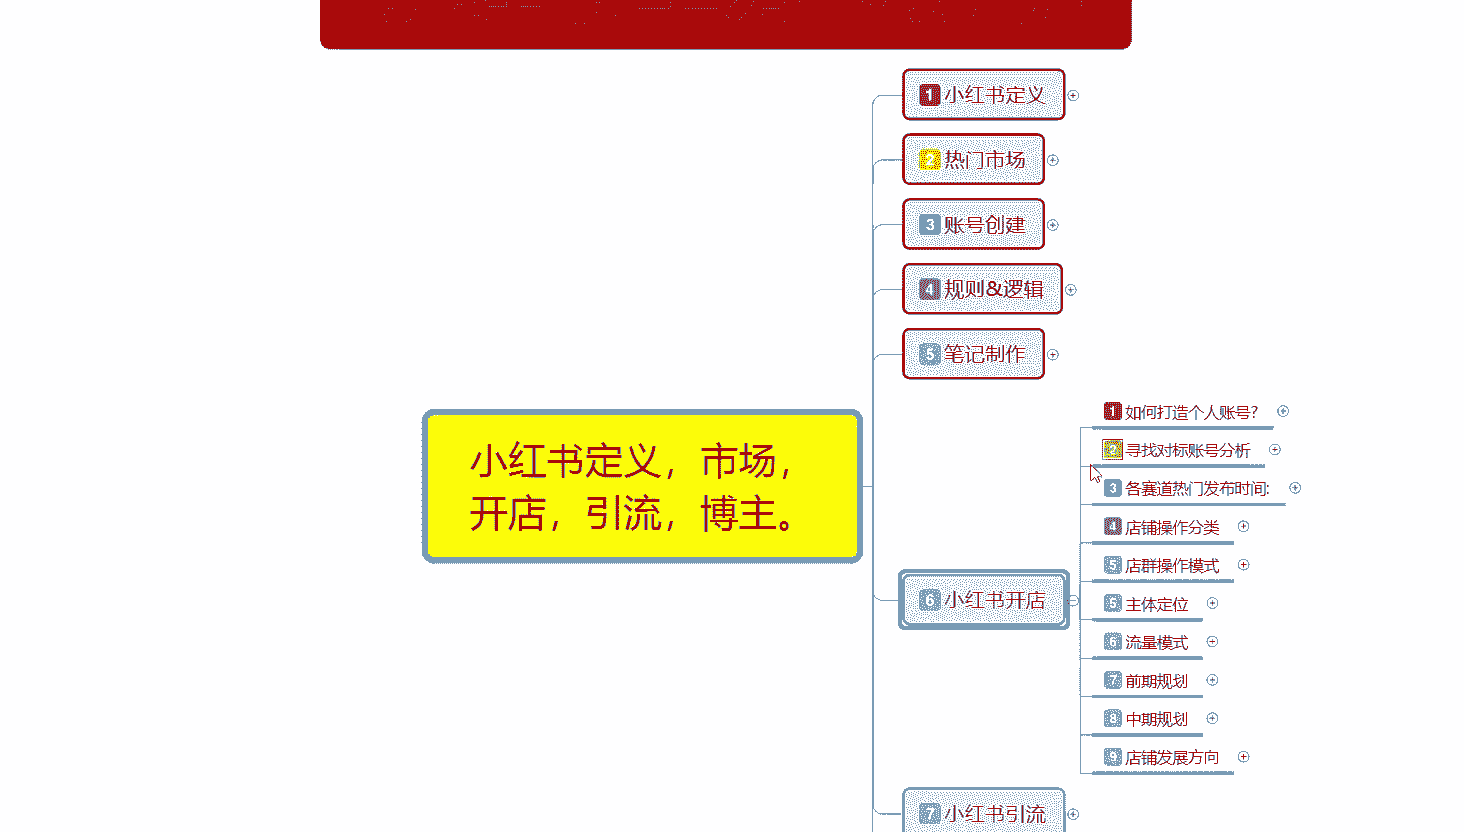 1 小红书定义
2 热门市场
3 账号创建
4 规则&逻辑
5 笔记制作
小红书定义，市场，
开店，引流，博主。
6 小红书开店
1 如何打造个人账号?
2 寻找对标账号分析
3 各赛道热门发布时间:
4 店铺操作分类
5 店群操作模式
5 主体定位
6 流量模式
7 前期规划
8 中期规划
9 店铺发展方向
7 小红书引流